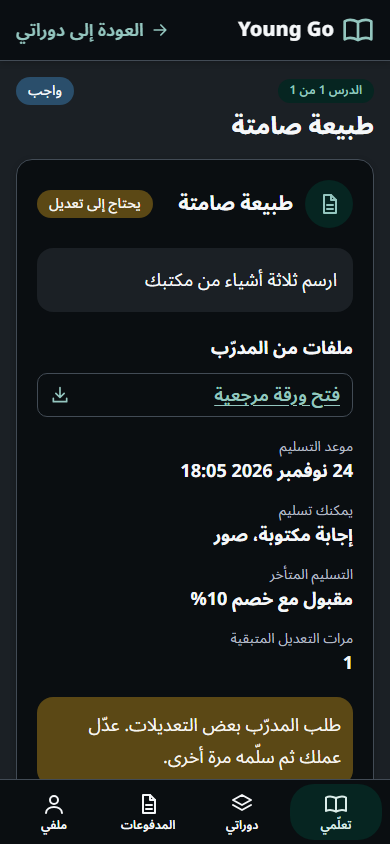 Young Go
العودة إلى دوراتي
الدرس 1 من 1
واجب
طبيعة صامتة
طبيعة صامتة
يحتاج إلى تعديل
ارسم ثلاثة أشياء من مكتبك
ملفات من المدرّب
فتح ورقة مرجعية
موعد التسليم
24 نوفمبر 2026 18:05
يمكنك تسليم
إجابة مكتوبة، صور
التسليم المتأخر
مقبول مع خصم 10%
مرات التعديل المتبقية
1
طلب المدرّب بعض التعديلات. عدّل
عملك ثم سلّمه مرة أخرى.
تعلّمي
دوراتي
المدفوعات
ملفي